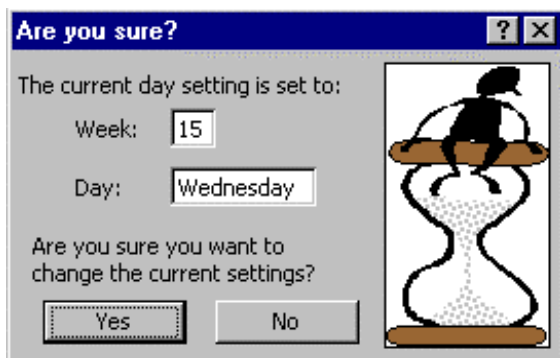 Are you sure?
The current day setting is set to:
Week: 15
Day: Wednesday
Are you sure you want to
change the current settings?
Yes No